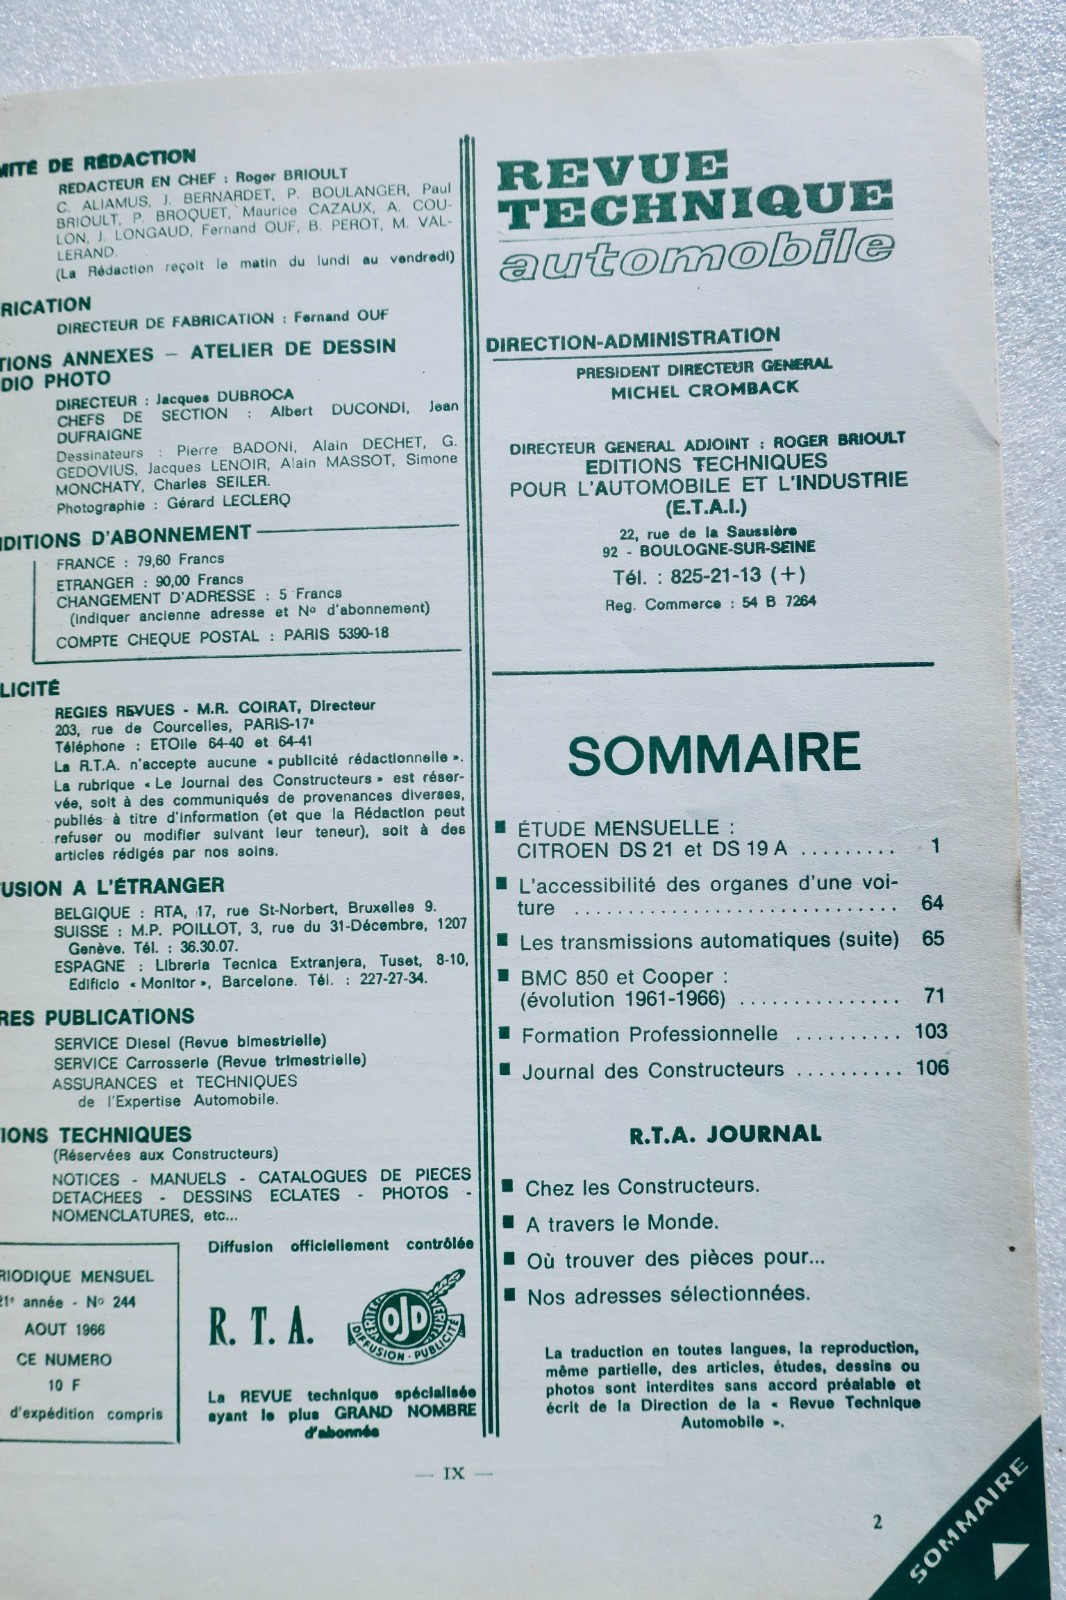 MITÉ DE RÉDACTION
RÉDACTEUR EN CHEF : Roger BRIOULT
C. ALIAMUS, J. BERNARDET, P. BOULANGER, Paul
BRIOULT, P. BROQUET, Maurice CAZAUX, A. COU-
LON, J. LONGAUD, Fernand OUF, B. PEROT, M. VAL-
LERAND.
(La Rédaction reçoit le matin du lundi au vendredi)
RICATION
DIRECTEUR DE FABRICATION : Fernand OUF
TIONS ANNEXES – ATELIER DE DESSIN
DIO PHOTO
DIRECTEUR : Jacques DUBROCA
CHEFS DE SECTION : Albert DUCONDI, Jean
DUFRAIGNE
Dessinateurs : Pierre BADONI, Alain DECHET, G.
GEDOVIUS, Jacques LENOIR, Alain MASSOT, Simone
MONCHATY, Charles SEILER.
Photographie : Gérard LECLERQ
DITIONS D'ABONNEMENT
FRANCE : 79,60 Francs
ETRANGER : 90,00 Francs
CHANGEMENT D'ADRESSE : 5 Francs
(Indiquer ancienne adresse et No d'abonnement)
COMPTE CHEQUE POSTAL : PARIS 5390-18
LICITÉ
REGIES REVUES - M.R. COIRAT, Directeur
203, rue de Courcelles, PARIS-17e
Téléphone : ETOile 64-40 et 64-41
La R.T.A. n'accepte aucune « publicité rédactionnelle ».
La rubrique « Le Journal des Constructeurs » est réser-
vée, soit à des communiqués de provenances diverses,
publiés à titre d'information (et que la Rédaction peut
refuser ou modifier suivant leur teneur), soit à des
articles rédigés par nos soins.
USION A L'ÉTRANGER
BELGIQUE : RTA, 17, rue St-Norbert, Bruxelles 9.
SUISSE : M.P. POILLOT, 3, rue du 31-Décembre, 1207
Genève. Tél. : 36.30.07.
ESPAGNE : Libreria Tecnica Extranjera, Tuset, 8-10,
Edificio « Monitor », Barcelone. Tél. : 227-27-34.
RES PUBLICATIONS
SERVICE Diesel (Revue bimestrielle)
SERVICE Carrosserie (Revue trimestrielle)
ASSURANCES et TECHNIQUES
de l'Expertise Automobile.
IONS TECHNIQUES
(Réservées aux Constructeurs)
NOTICES - MANUELS - CATALOGUES DE PIECES
DETACHEES - DESSINS ECLATES - PHOTOS -
NOMENCLATURES, etc...
RIODIQUE MENSUEL
21e année - No 244
AOUT 1966
CE NUMERO
10 F
d'expédition compris
Diffusion officiellement contrôlée
R. T. A.
OJD
DIFFUSION - PUBLICITÉ
La REVUE technique spécialisée
ayant le plus GRAND NOMBRE
d'abonnés
REVUE
TECHNIQUE
automobile
DIRECTION-ADMINISTRATION
PRESIDENT DIRECTEUR GENERAL
MICHEL CROMBACK
DIRECTEUR GENERAL ADJOINT : ROGER BRIOULT
EDITIONS TECHNIQUES
POUR L'AUTOMOBILE ET L'INDUSTRIE
(E.T.A.I.)
22, rue de la Saussière
92 - BOULOGNE-SUR-SEINE
Tél. : 825-21-13 (+)
Reg. Commerce : 54 B 7264
SOMMAIRE
■ ÉTUDE MENSUELLE :
CITROEN DS 21 et DS 19 A ......... 1
■ L'accessibilité des organes d'une voi-
ture .............................. 64
■ Les transmissions automatiques (suite) 65
■ BMC 850 et Cooper :
(évolution 1961-1966) ............... 71
■ Formation Professionnelle .......... 103
■ Journal des Constructeurs .......... 106
R.T.A. JOURNAL
■ Chez les Constructeurs.
■ A travers le Monde.
■ Où trouver des pièces pour...
■ Nos adresses sélectionnées.
La traduction en toutes langues, la reproduction,
même partielle, des articles, études, dessins ou
photos sont interdites sans accord préalable et
écrit de la Direction de la « Revue Technique
Automobile ».
— IX —
2
SOMMAIRE